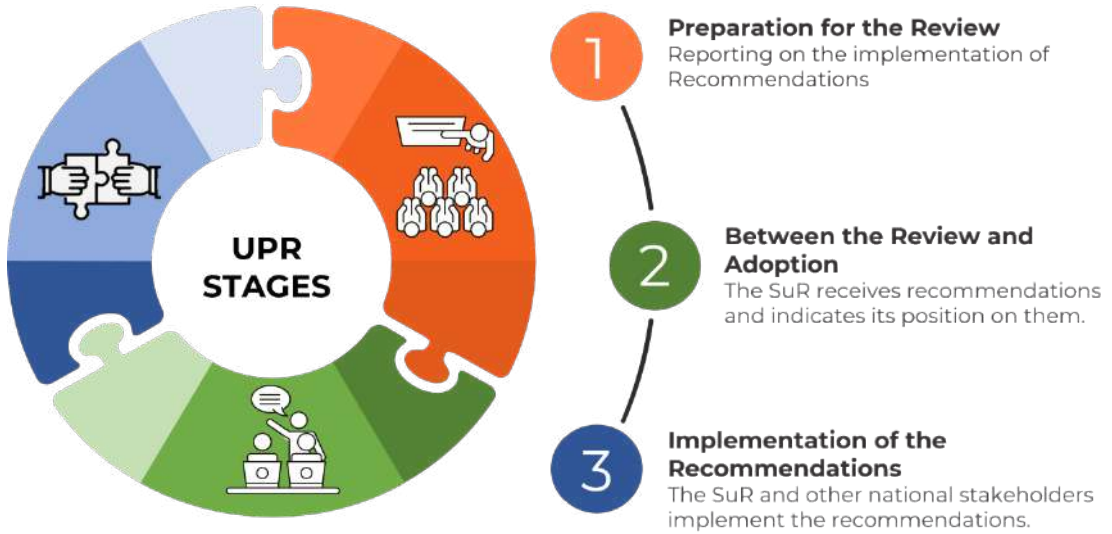 UPR
STAGES
1
Preparation for the Review
Reporting on the implementation of
Recommendations
2
Between the Review and
Adoption
The SuR receives recommendations
and indicates its position on them.
3
Implementation of the
Recommendations
The SuR and other national stakeholders
implement the recommendations.